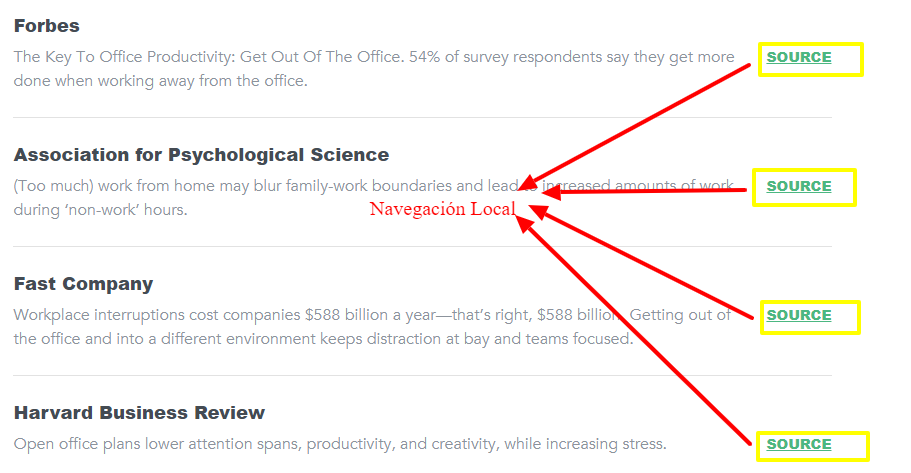 Forbes
The Key To Office Productivity: Get Out Of The Office. 54% of survey respondents say they get more
SOURCE
done when working away from the office.
Association for Psychological Science
(Too much) work from home may blur family-work boundaries and lead to increased amounts of work
SOURCE
during ‘non-work’ hours.
Navegación Local
Fast Company
Workplace interruptions cost companies $588 billion a year—that’s right, $588 billion. Getting out of
SOURCE
the office and into a different environment keeps distraction at bay and teams focused.
Harvard Business Review
Open office plans lower attention spans, productivity, and creativity, while increasing stress.
SOURCE